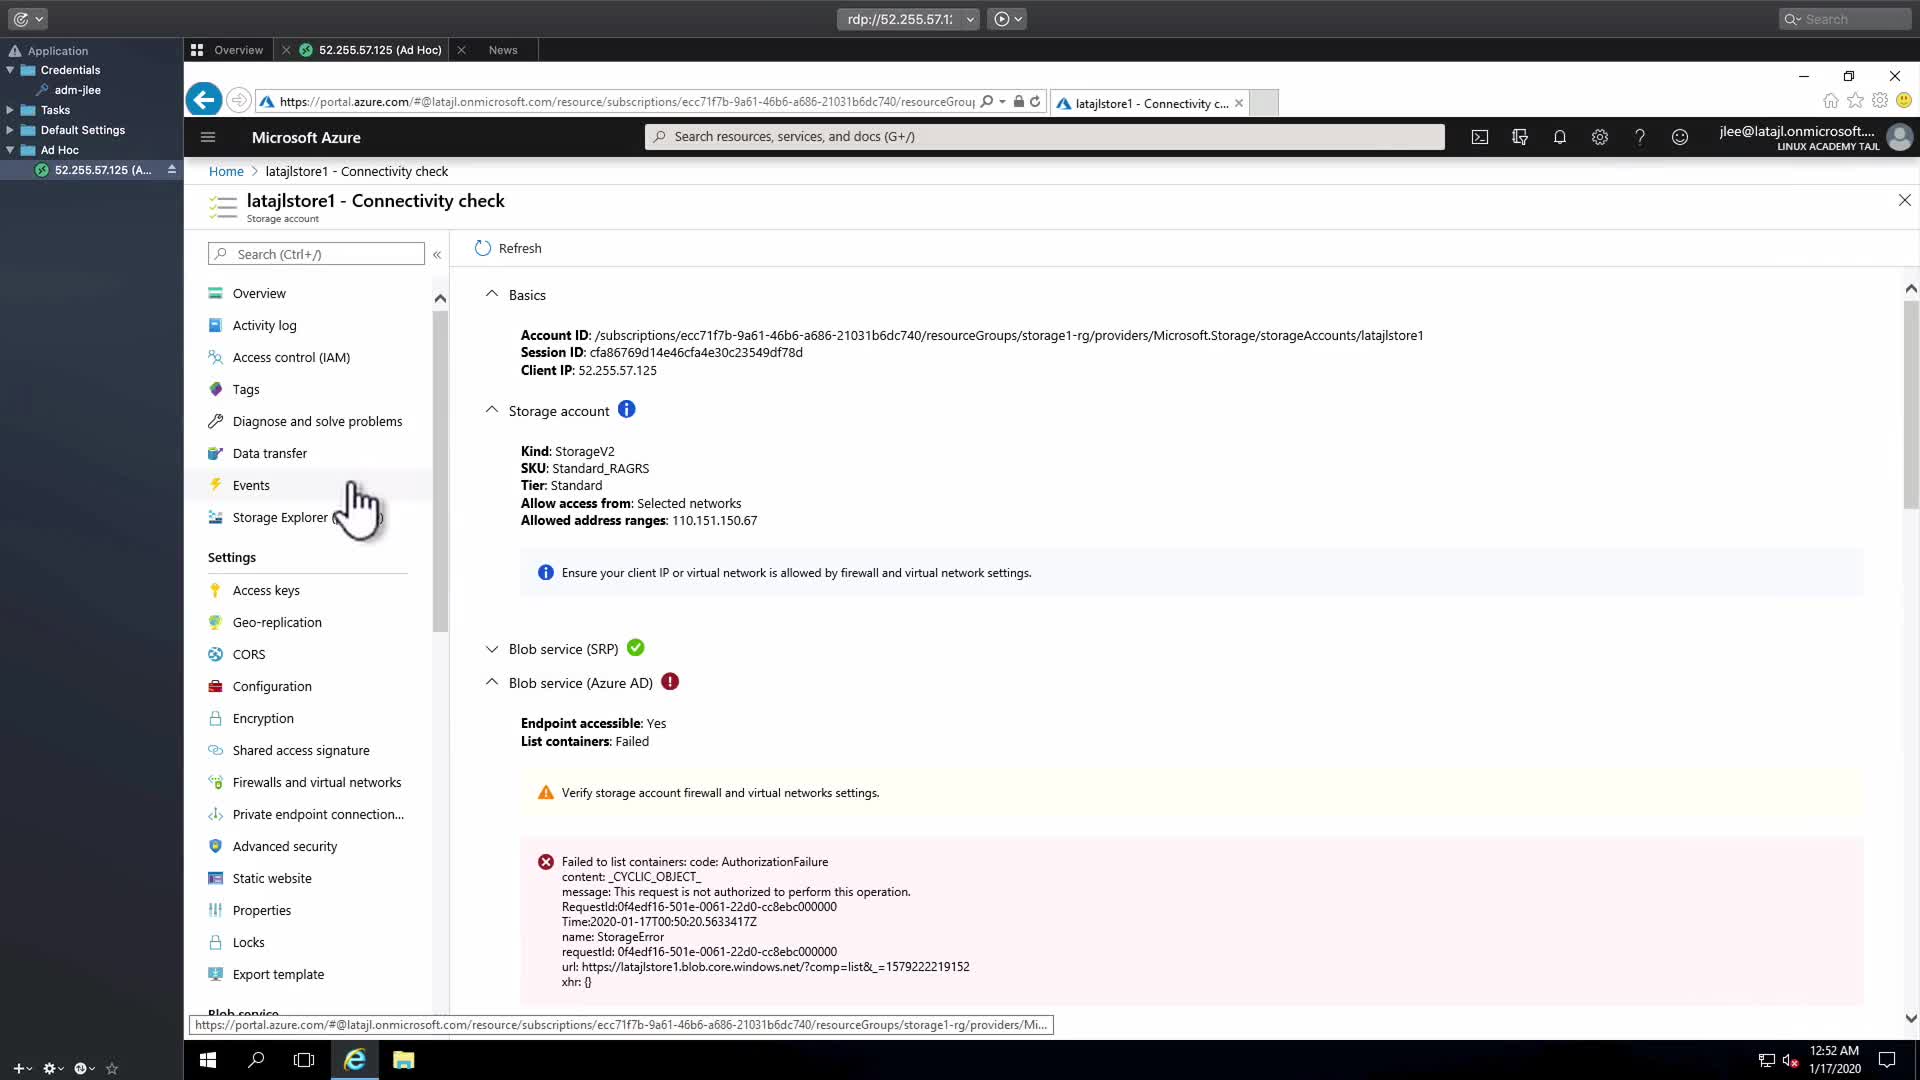 rdp://52.255.57.1
Search
Application
Overview
52.255.57.125 (Ad Hoc)
News
Credentials
adm-jlee
Tasks
Default Settings
Ad Hoc
52.255.57.125 (A...
https://portal.azure.com/#@latajl.onmicrosoft.com/resource/subscriptions/ecc71f7b-9a61-46b6-a686-21031b6dc740/resourceGrou
latajlstore1 - Connectivity c...
Microsoft Azure
Search resources, services, and docs (G+/)
jlee@latajl.onmicrosoft....
LINUX ACADEMY TAJL
Home > latajlstore1 - Connectivity check
latajlstore1 - Connectivity check
Storage account
Search (Ctrl+/)
«
Refresh
Overview
Activity log
Access control (IAM)
Tags
Diagnose and solve problems
Data transfer
Events
Storage Explorer
Settings
Access keys
Geo-replication
CORS
Configuration
Encryption
Shared access signature
Firewalls and virtual networks
Private endpoint connection...
Advanced security
Static website
Properties
Locks
Export template
Blob service
Basics
Account ID: /subscriptions/ecc71f7b-9a61-46b6-a686-21031b6dc740/resourceGroups/storage1-rg/providers/Microsoft.Storage/storageAccounts/latajlstore1
Session ID: cfa86769d14e46cfa4e30c23549df78d
Client IP: 52.255.57.125
Storage account
Kind: StorageV2
SKU: Standard_RAGRS
Tier: Standard
Allow access from: Selected networks
Allowed address ranges: 110.151.150.67
Ensure your client IP or virtual network is allowed by firewall and virtual network settings.
Blob service (SRP)
Blob service (Azure AD)
Endpoint accessible: Yes
List containers: Failed
Verify storage account firewall and virtual networks settings.
Failed to list containers: code: AuthorizationFailure
content: _CYCLIC_OBJECT_
message: This request is not authorized to perform this operation.
RequestId:0f4edf16-501e-0061-22d0-cc8ebc000000
Time:2020-01-17T00:50:20.5633417Z
name: StorageError
requestId: 0f4edf16-501e-0061-22d0-cc8ebc000000
url: https://latajlstore1.blob.core.windows.net/?comp=list&_=1579222219152
xhr: {}
https://portal.azure.com/#@latajl.onmicrosoft.com/resource/subscriptions/ecc71f7b-9a61-46b6-a686-21031b6dc740/resourceGroups/storage1-rg/providers/Mi...
12:52 AM
1/17/2020